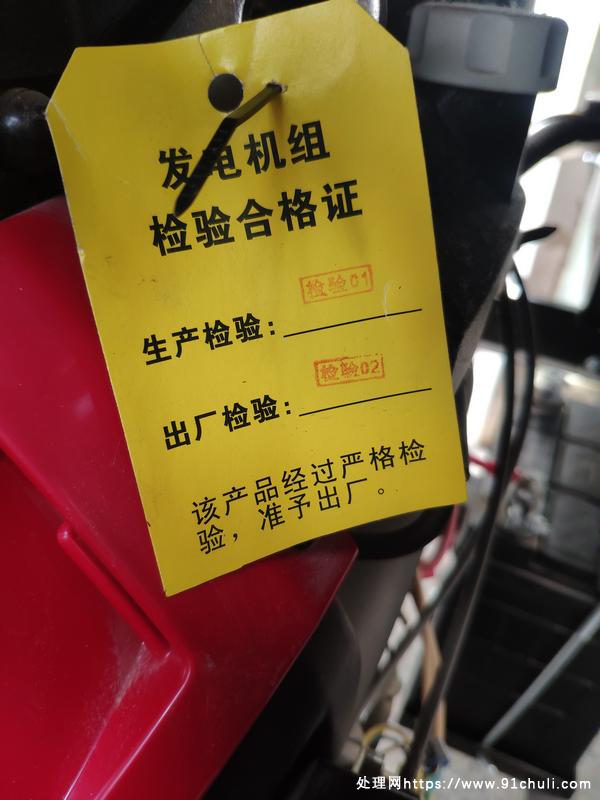 发电机组
检验合格证
检验01
生产检验：
检验02
出厂检验：
该产品经过严格检
验，准予出厂。
处理网https://www.91chuli.com